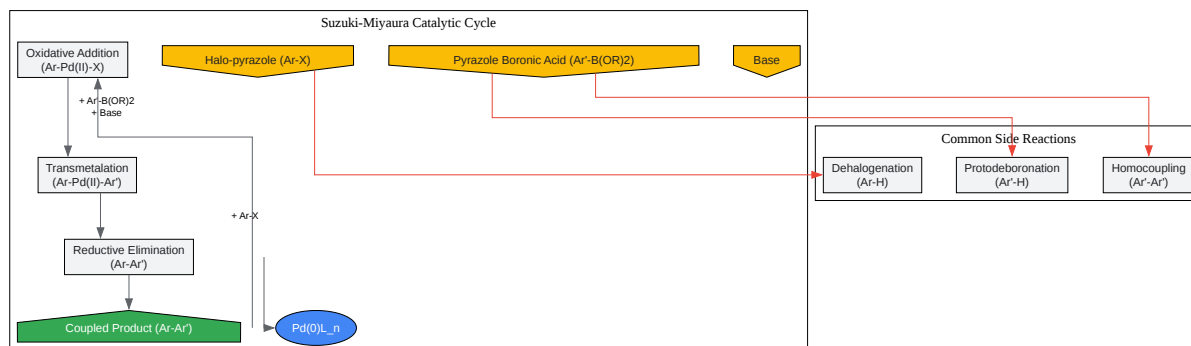 Suzuki-Miyaura Catalytic Cycle
Oxidative Addition
(Ar-Pd(II)-X)
Halo-pyrazole (Ar-X)
Pyrazole Boronic Acid (Ar'-B(OR)2)
Base
+ Ar'-B(OR)2
+ Base
Common Side Reactions
Transmetalation
(Ar-Pd(II)-Ar')
Dehalogenation
(Ar-H)
Protodeboronation
(Ar'-H)
Homocoupling
(Ar'-Ar')
+ Ar-X
Reductive Elimination
(Ar-Ar')
Coupled Product (Ar-Ar')
Pd(0)L_n